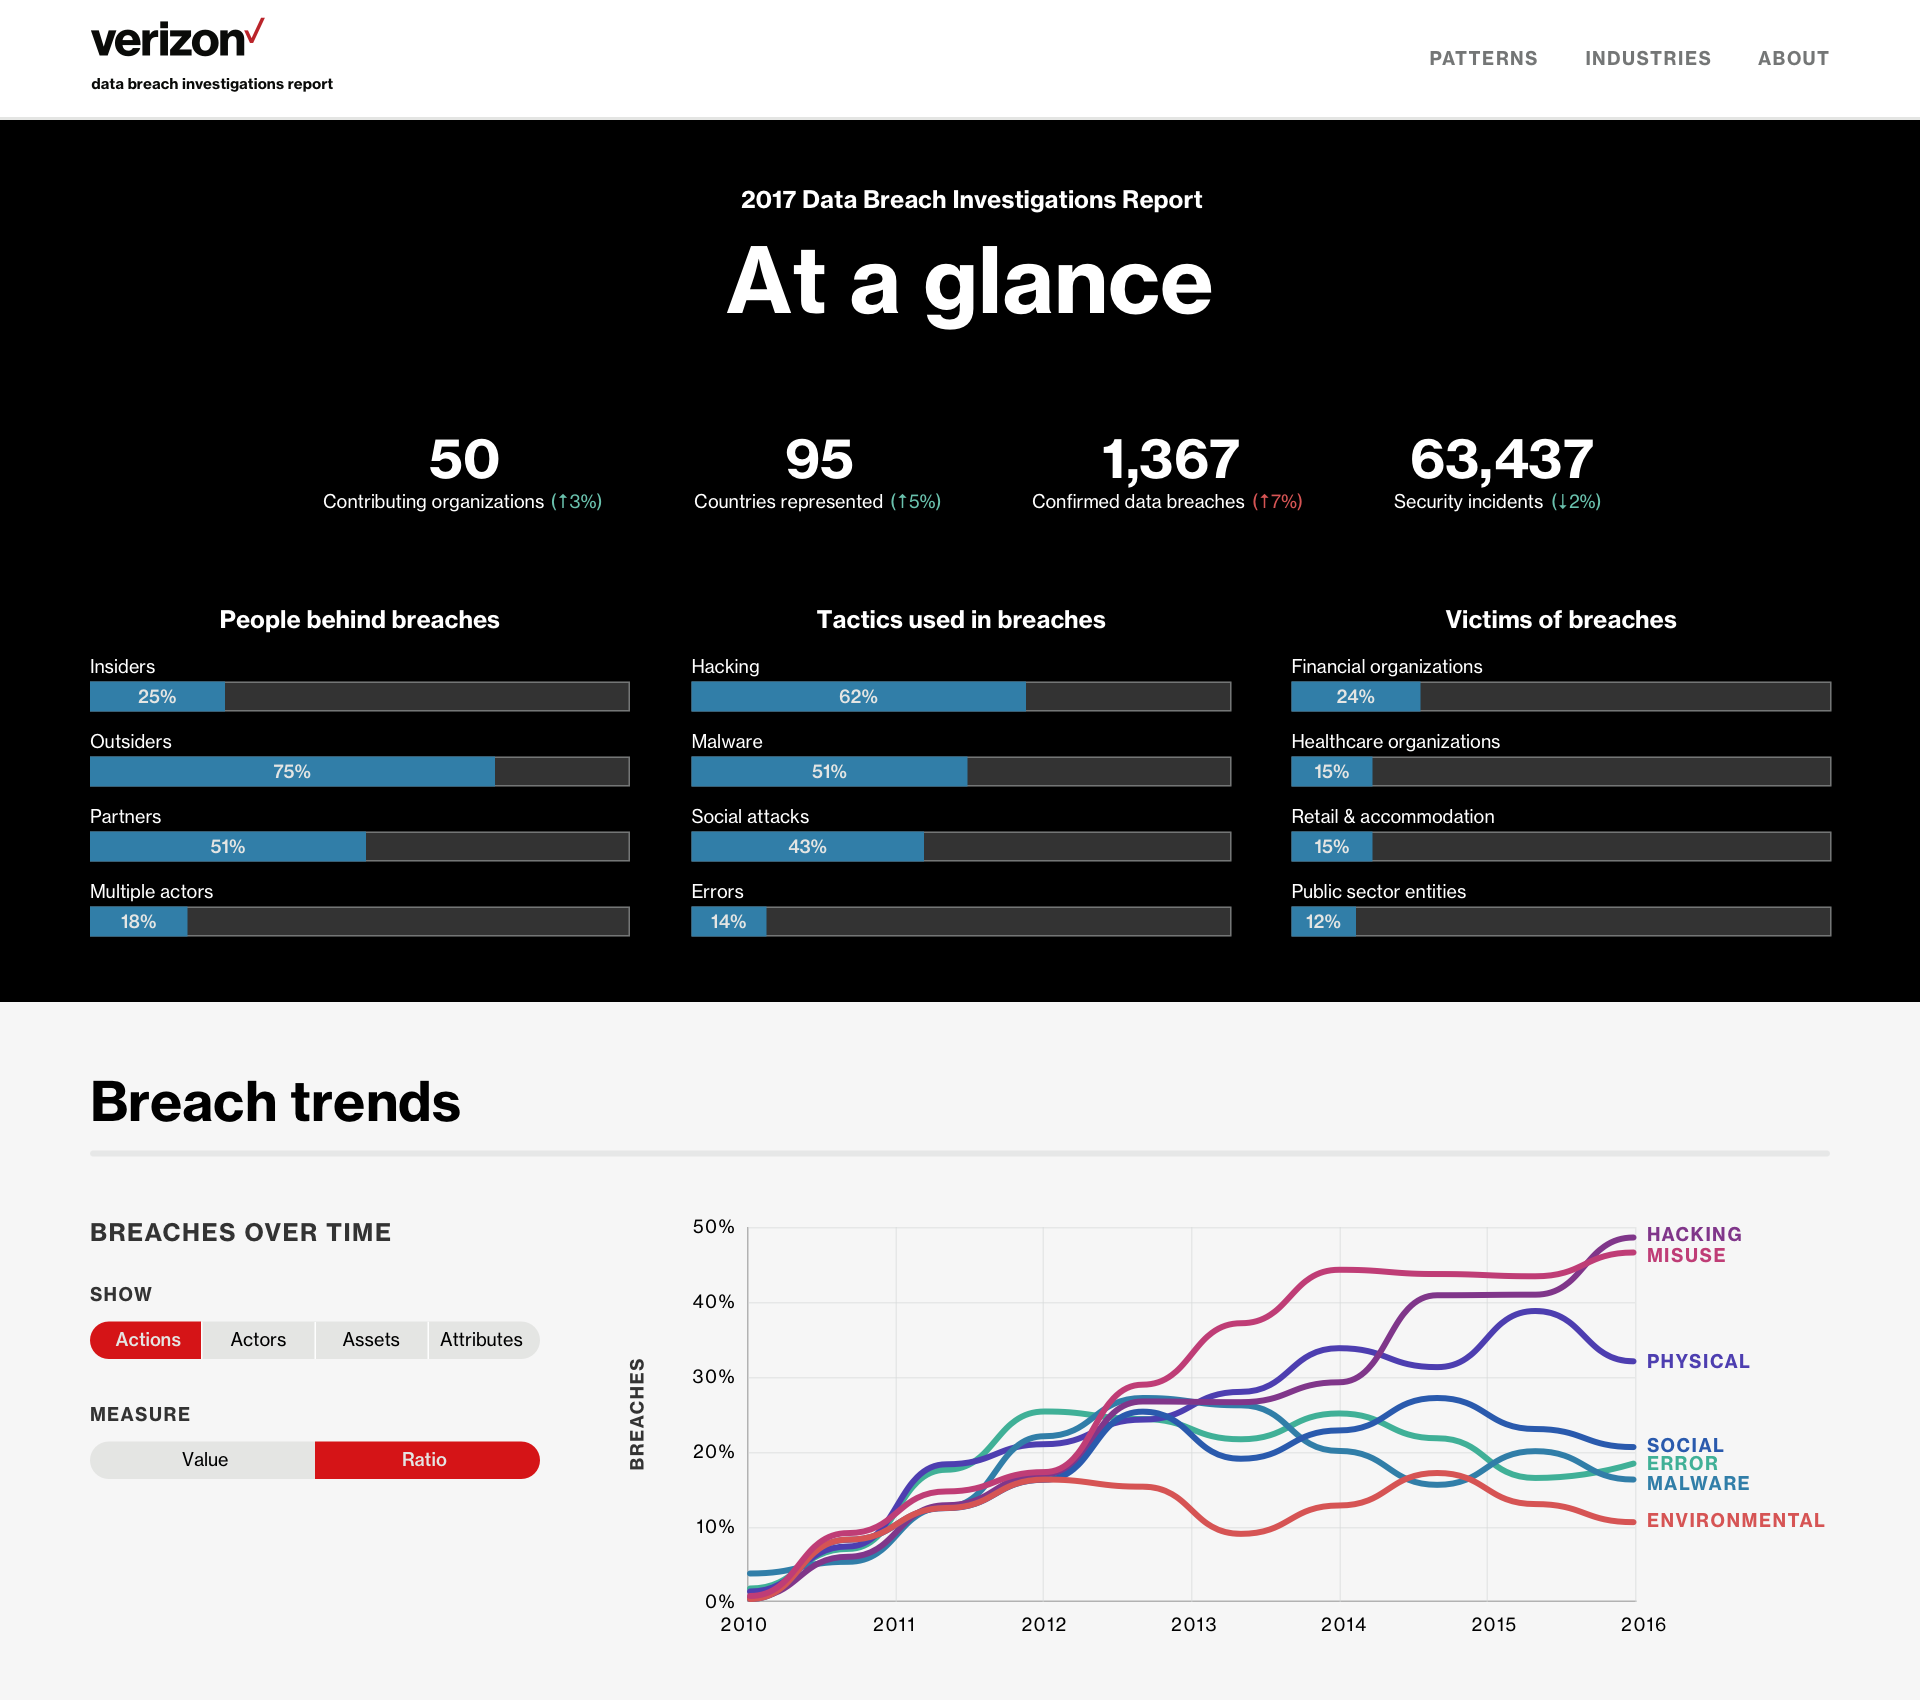 verizon
data breach investigations report
PATTERNS INDUSTRIES ABOUT
2017 Data Breach Investigations Report
At a glance
50
Contributing organizations (↑3%)
95
Countries represented (↑5%)
1,367
Confirmed data breaches (↑7%)
63,437
Security incidents (↓2%)
People behind breaches
Insiders
25%
Outsiders
75%
Partners
51%
Multiple actors
18%
Tactics used in breaches
Hacking
62%
Malware
51%
Social attacks
43%
Errors
14%
Victims of breaches
Financial organizations
24%
Healthcare organizations
15%
Retail & accommodation
15%
Public sector entities
12%
Breach trends
BREACHES OVER TIME
SHOW
Actions Actors Assets Attributes
MEASURE
Value Ratio
BREACHES
50%
40%
30%
20%
10%
0%
2010 2011 2012 2013 2014 2015 2016
HACKING
MISUSE
PHYSICAL
SOCIAL
ERROR
MALWARE
ENVIRONMENTAL